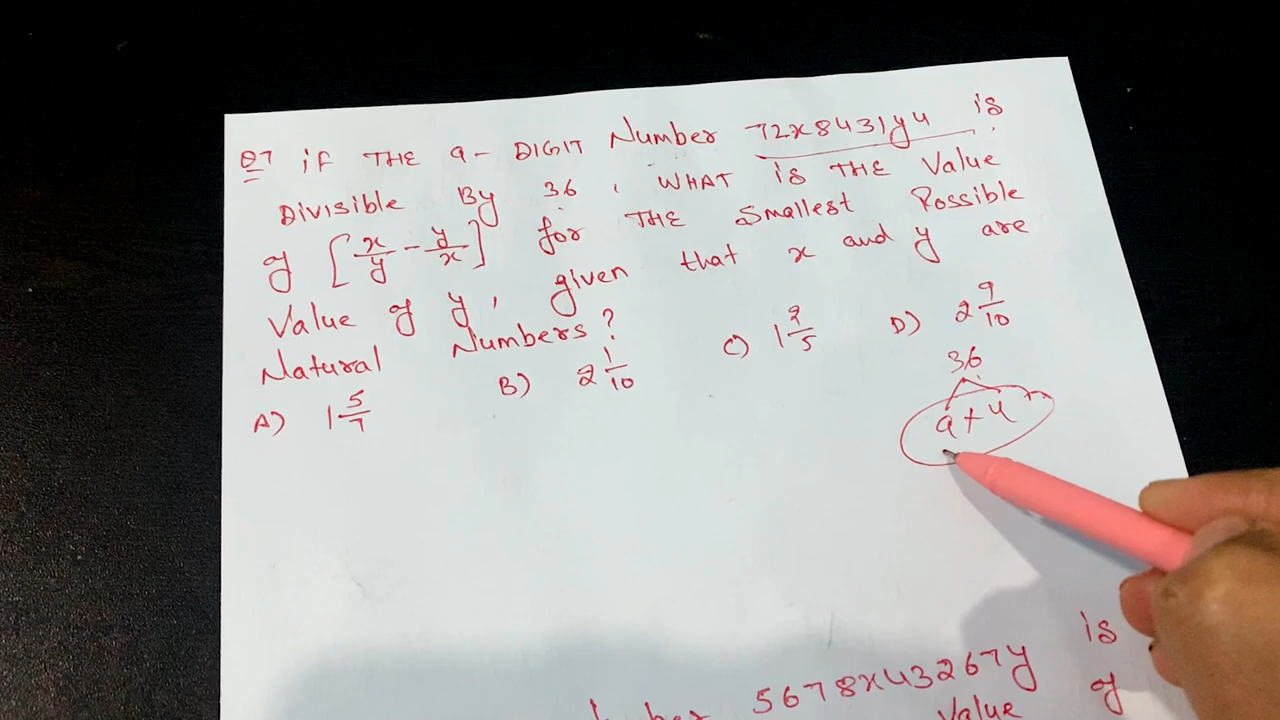 Q7 iF THE 9- DIGIT Number 72x8431y4 is
Divisible By 36 , WHAT is THE Value
of [x/y - y/x] for THE Smallest Possible
Value of y, given that x and y are
Natural Numbers?
A) 1 5/7 B) 2 1/10 C) 1 2/5 D) 2 9/10
36
9 x 4
5678x43267y is
Value of